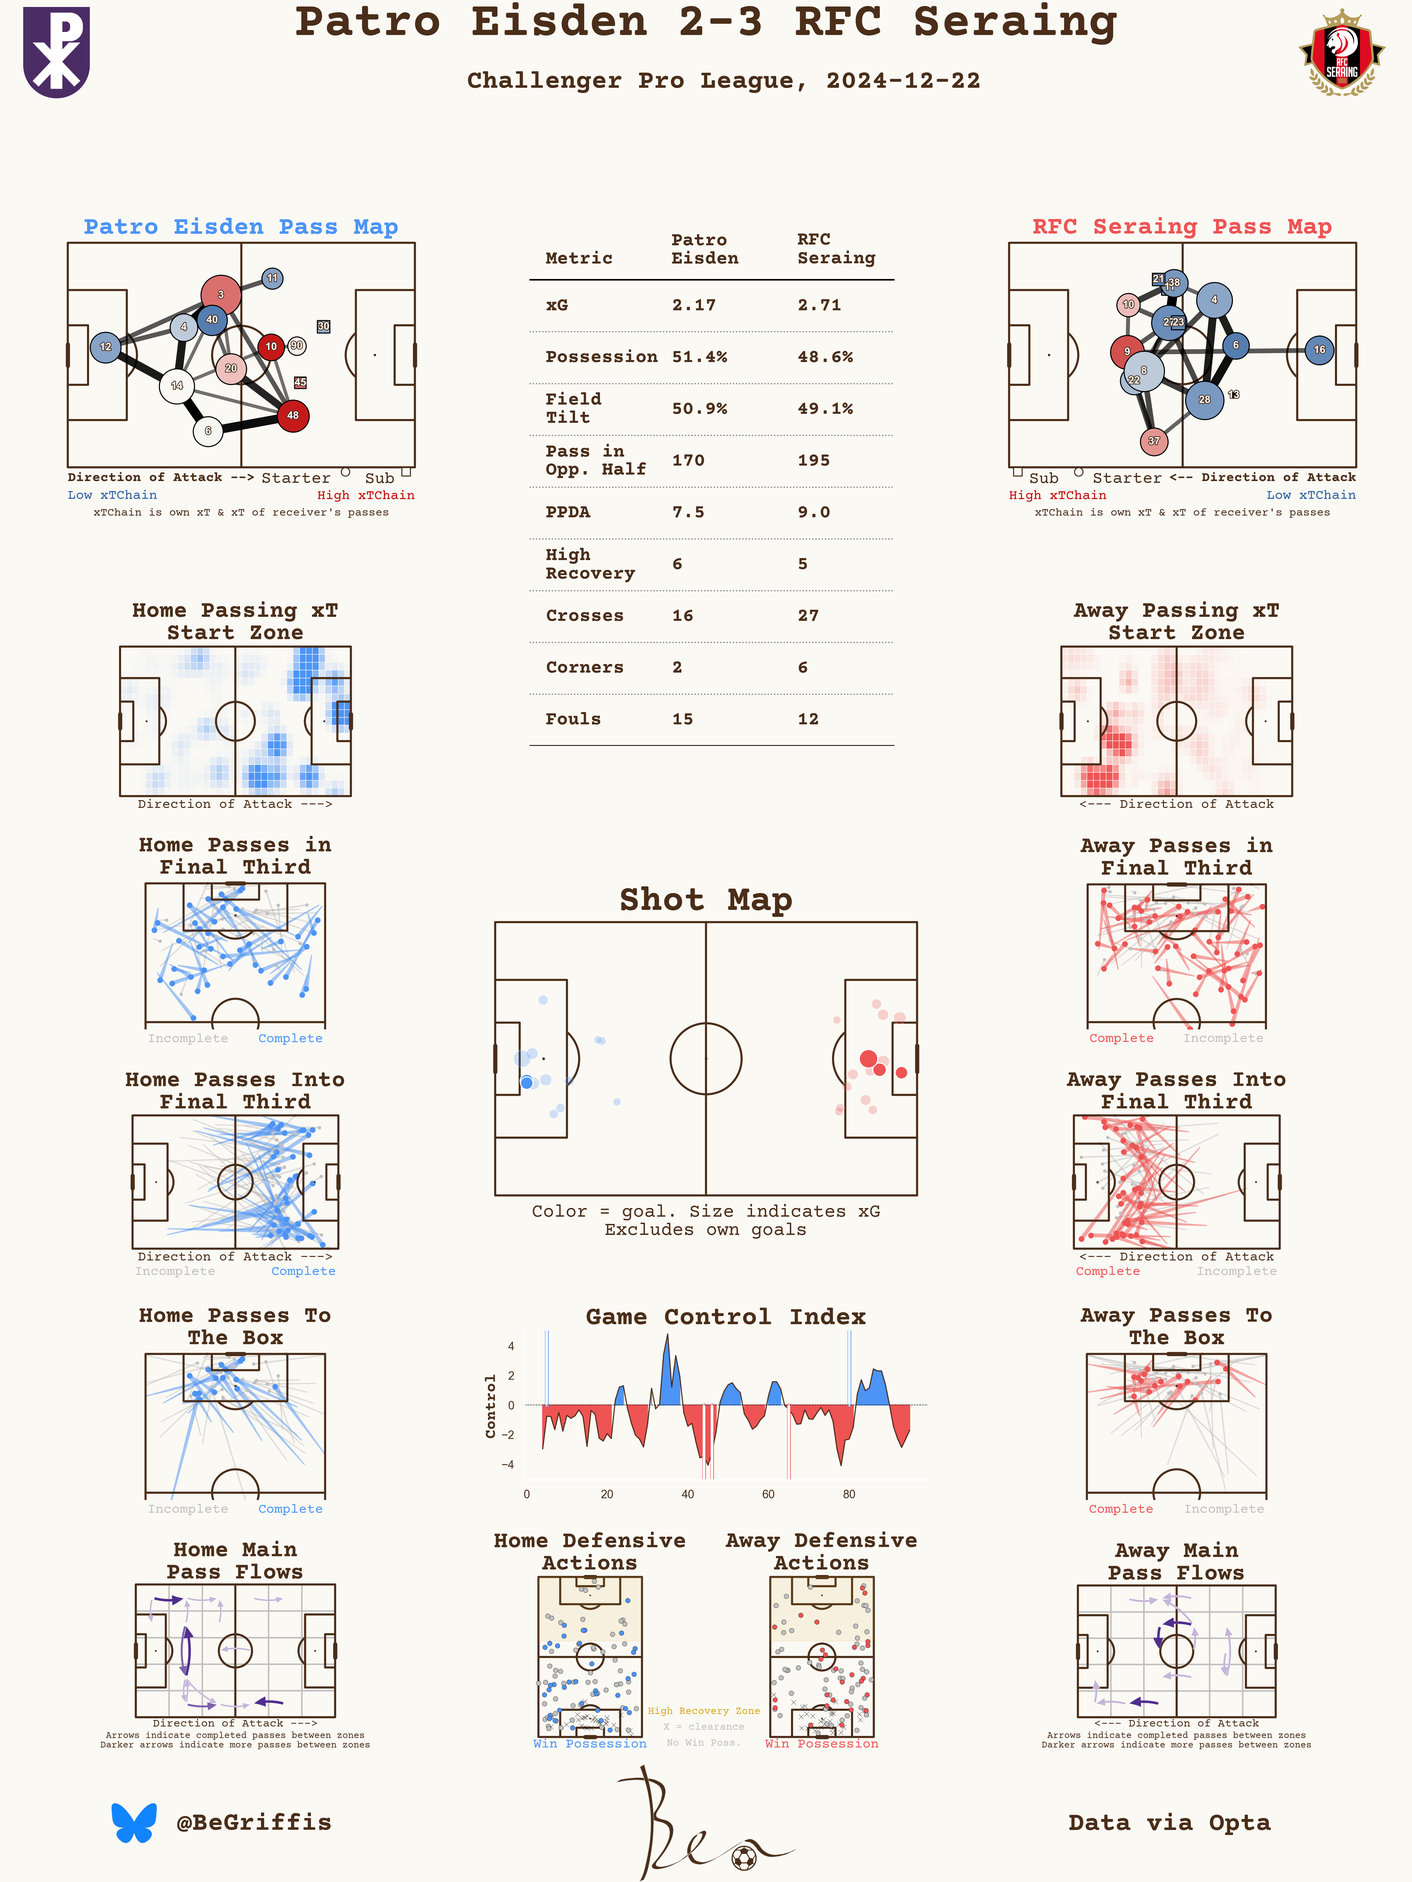 Patro Eisden 2-3 RFC Seraing
Challenger Pro League, 2024-12-22
RFC
SERAING
Patro Eisden Pass Map
11
3
40
4
12
10
90
30
20
14
45
48
6
Direction of Attack --> Starter Sub
Low xTChain High xTChain
xTChain is own xT & xT of receiver's passes
Metric Patro Eisden RFC Seraing
xG 2.17 2.71
Possession 51.4% 48.6%
Field Tilt 50.9% 49.1%
Pass in Opp. Half 170 195
PPDA 7.5 9.0
High Recovery 6 5
Crosses 16 27
Corners 2 6
Fouls 15 12
RFC Seraing Pass Map
21
11
38
10
4
27
23
9
6
16
8
22
28
13
37
Sub Starter <-- Direction of Attack
High xTChain Low xTChain
xTChain is own xT & xT of receiver's passes
Home Passing xT
Start Zone
Direction of Attack --->
Away Passing xT
Start Zone
<--- Direction of Attack
Home Passes in
Final Third
Incomplete Complete
Away Passes in
Final Third
Complete Incomplete
Shot Map
Color = goal. Size indicates xG
Excludes own goals
Home Passes Into
Final Third
Direction of Attack --->
Incomplete Complete
Away Passes Into
Final Third
<--- Direction of Attack
Complete Incomplete
Home Passes To
The Box
Incomplete Complete
Game Control Index
Control
4
2
0
−2
−4
0 20 40 60 80
Away Passes To
The Box
Complete Incomplete
Home Main
Pass Flows
Direction of Attack --->
Arrows indicate completed passes between zones
Darker arrows indicate more passes between zones
Home Defensive
Actions
Win Possession
Away Defensive
Actions
Win Possession
High Recovery Zone
X = clearance
No Win Poss.
Away Main
Pass Flows
<--- Direction of Attack
Arrows indicate completed passes between zones
Darker arrows indicate more passes between zones
@BeGriffis
Ben
Data via Opta